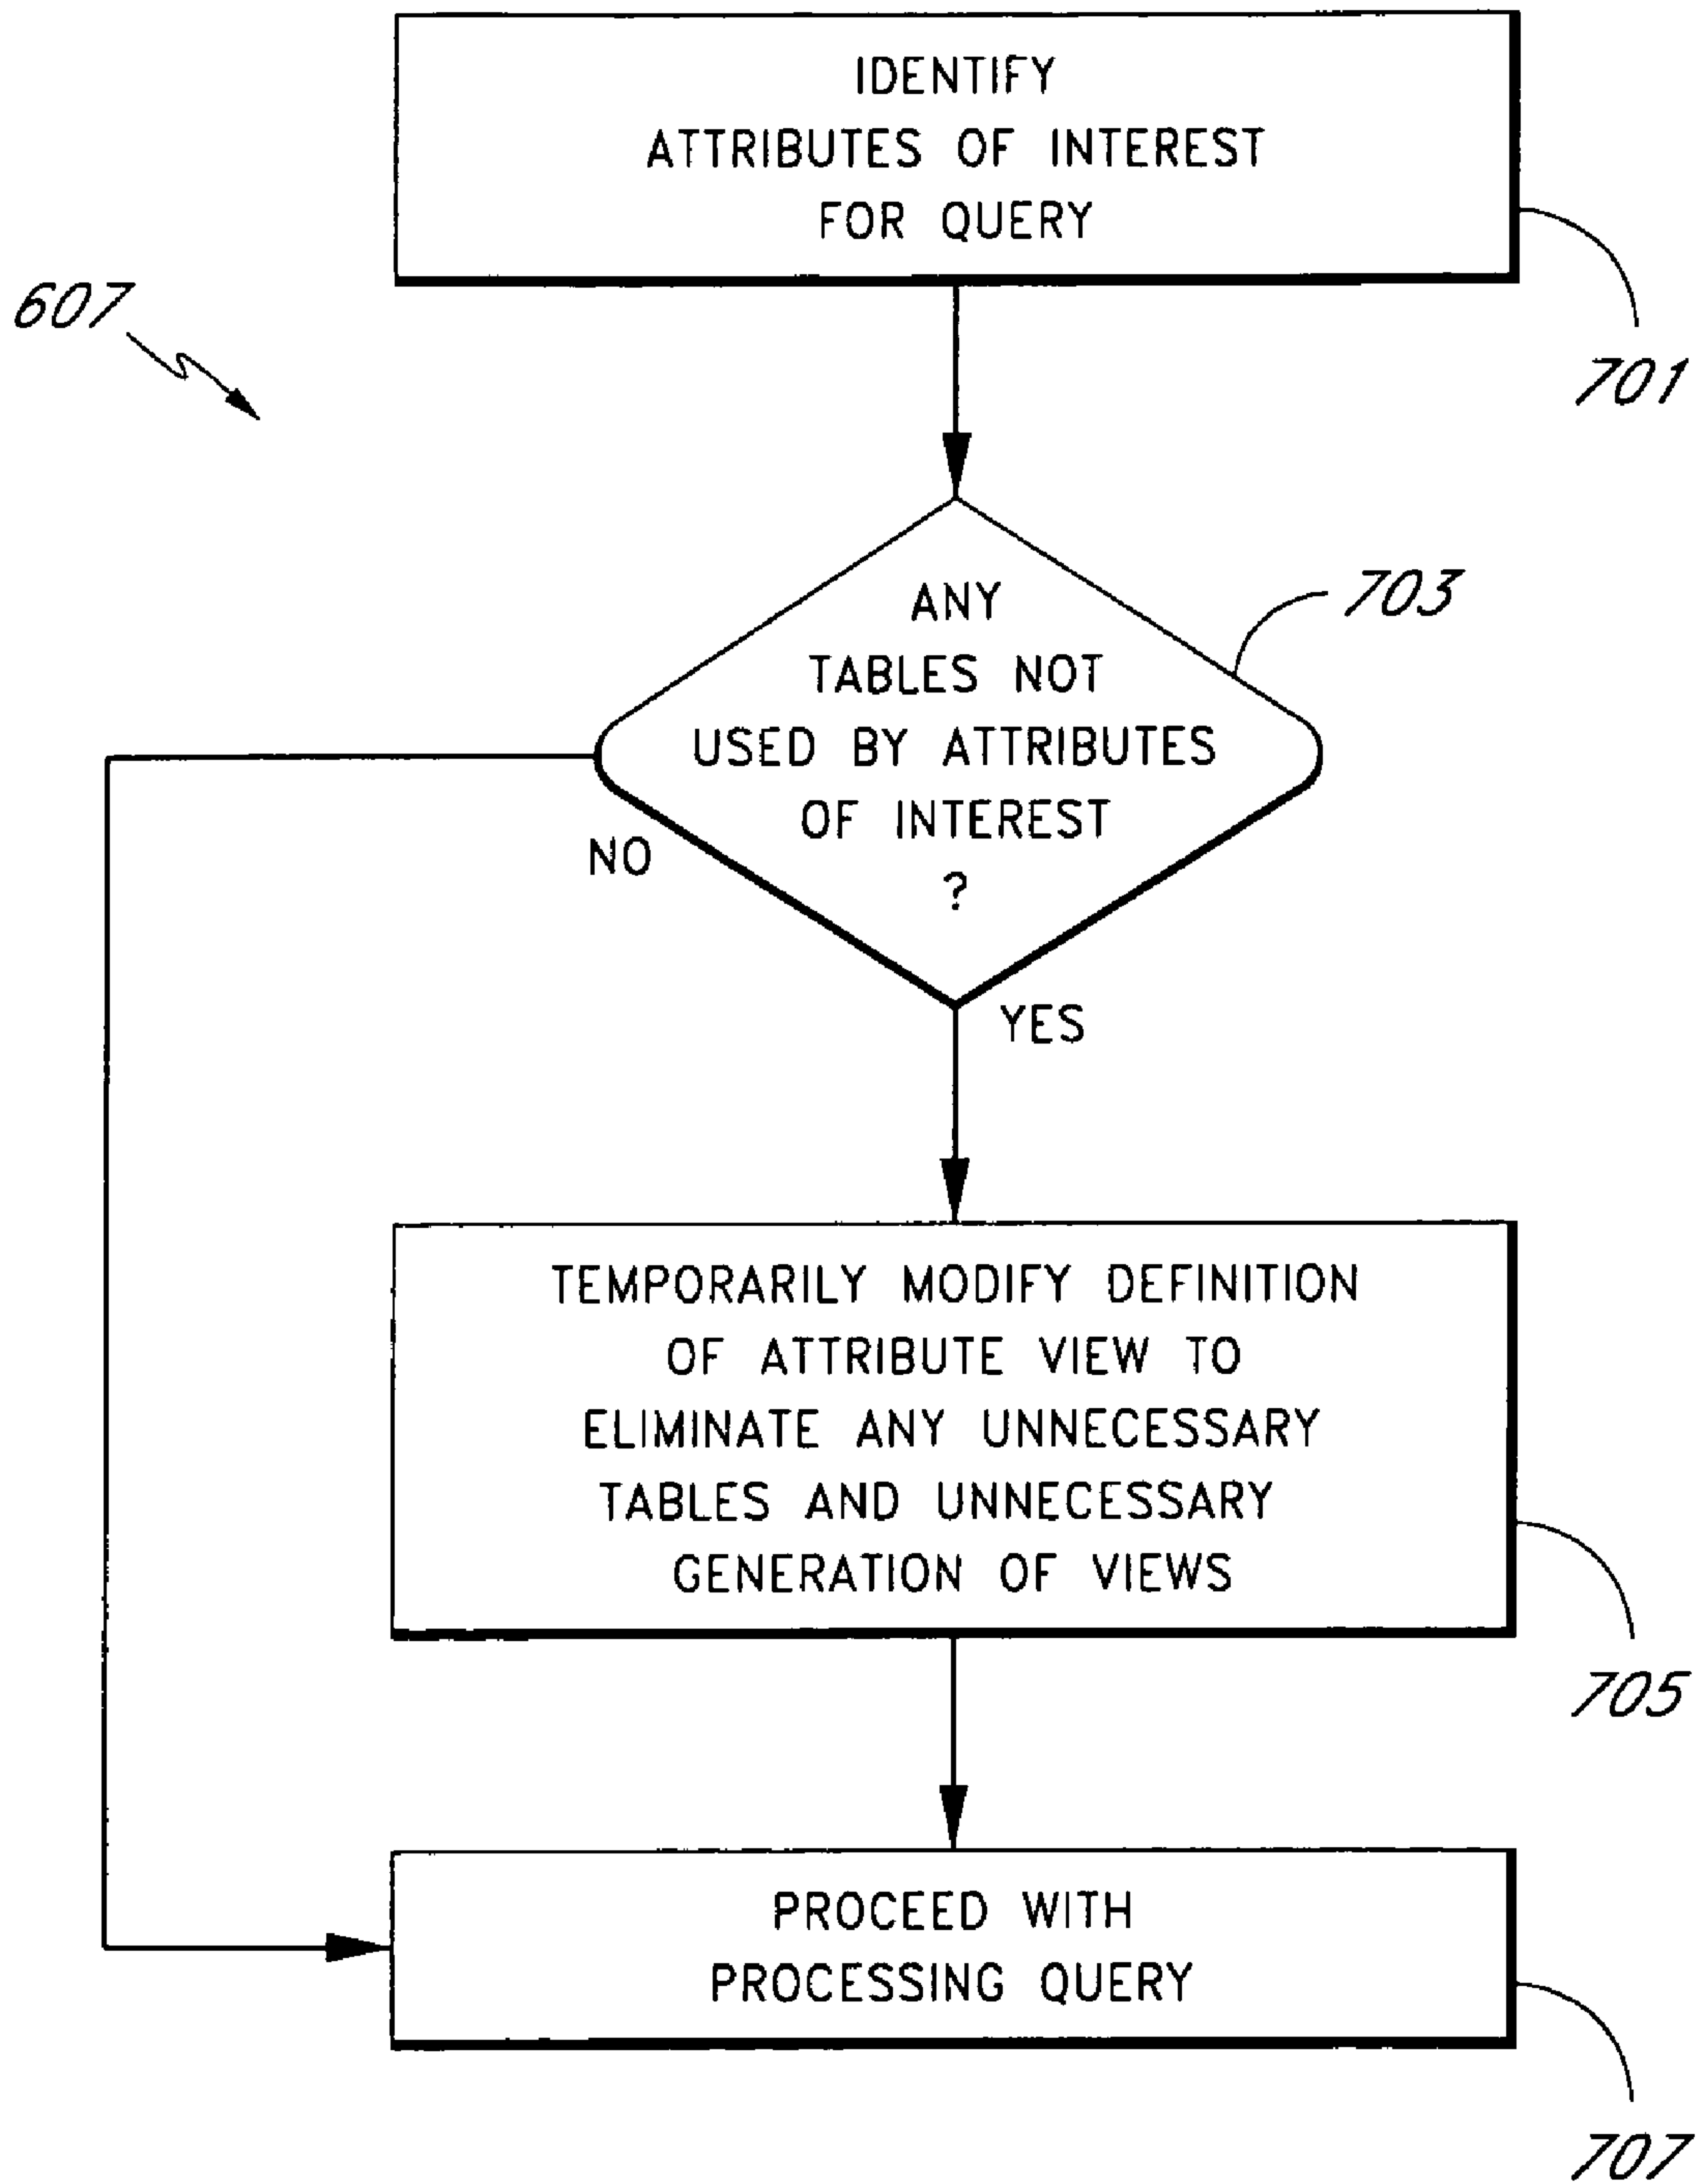 IDENTIFY
ATTRIBUTES OF INTEREST
FOR QUERY
607
701
ANY
TABLES NOT
USED BY ATTRIBUTES
OF INTEREST
?
703
NO
YES
TEMPORARILY MODIFY DEFINITION
OF ATTRIBUTE VIEW TO
ELIMINATE ANY UNNECESSARY
TABLES AND UNNECESSARY
GENERATION OF VIEWS
705
PROCEED WITH
PROCESSING QUERY
707